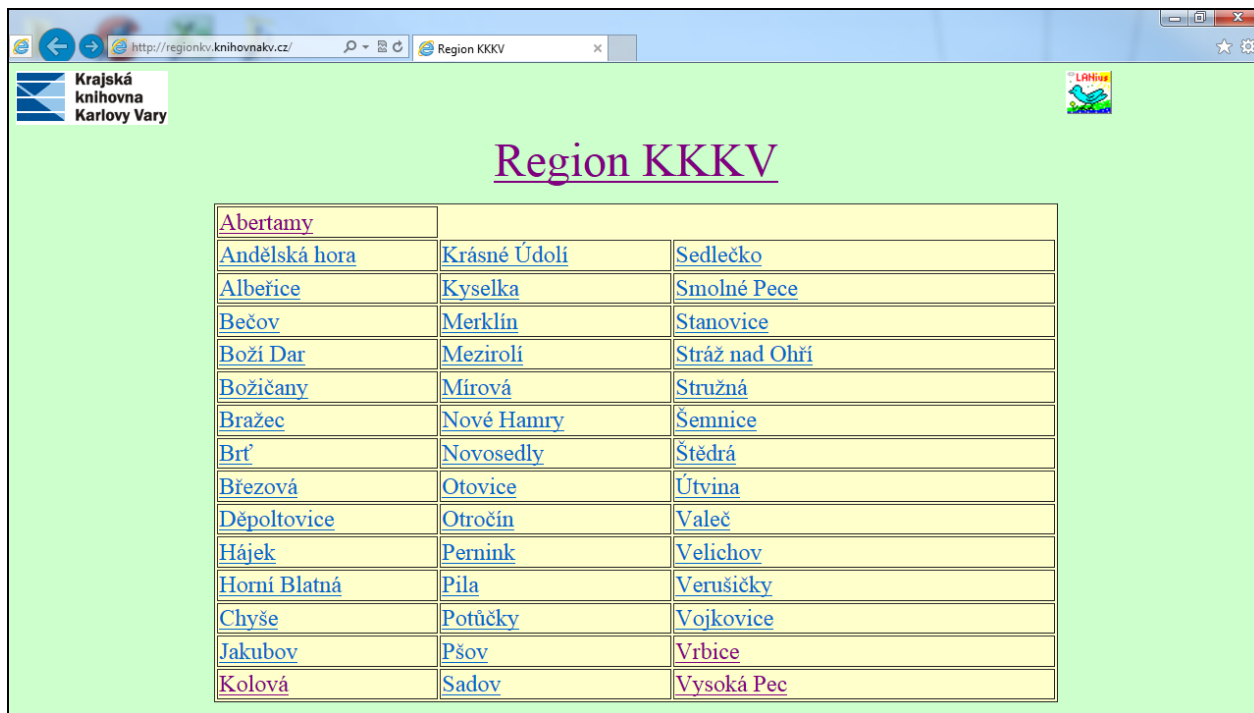 http://regionkv.knihovnakv.cz/
Region KKKV
Krajská
knihovna
Karlovy Vary
LANius
Region KKKV
Abertamy
Andělská hora Krásné Údolí Sedlečko
Albeřice Kyselka Smolné Pece
Bečov Merklín Stanovice
Boží Dar Mezirolí Stráž nad Ohří
Božičany Mírová Stružná
Bražec Nové Hamry Šemnice
Brť Novosedly Štědrá
Březová Otovice Útvina
Děpoltovice Otročín Valeč
Hájek Pernink Velichov
Horní Blatná Pila Verušičky
Chyše Potůčky Vojkovice
Jakubov Pšov Vrbice
Kolová Sadov Vysoká Pec